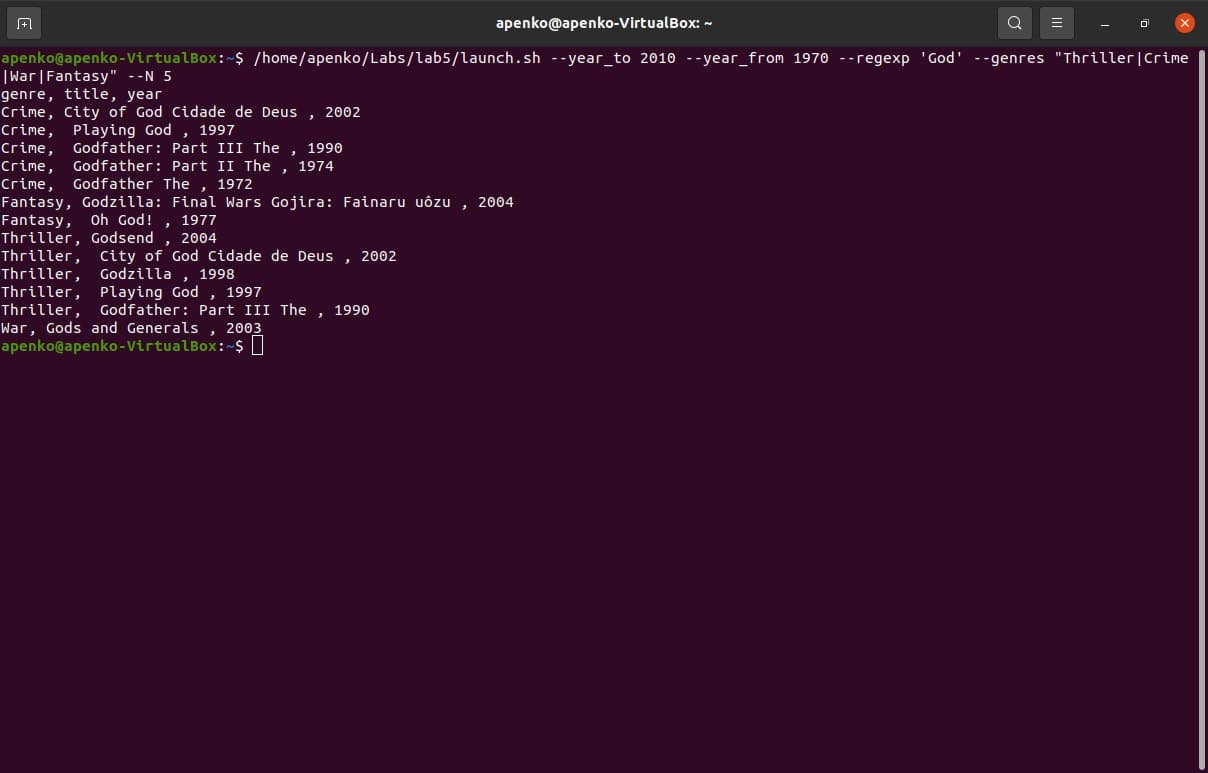 apenko@apenko-VirtualBox: ~
apenko@apenko-VirtualBox:~$ /home/apenko/Labs/lab5/launch.sh --year_to 2010 --year_from 1970 --regexp 'God' --genres "Thriller|Crime
|War|Fantasy" --N 5
genre, title, year
Crime, City of God Cidade de Deus , 2002
Crime,  Playing God , 1997
Crime,  Godfather: Part III The , 1990
Crime,  Godfather: Part II The , 1974
Crime,  Godfather The , 1972
Fantasy, Godzilla: Final Wars Gojira: Fainaru uôzu , 2004
Fantasy,  Oh God! , 1977
Thriller, Godsend , 2004
Thriller,  City of God Cidade de Deus , 2002
Thriller,  Godzilla , 1998
Thriller,  Playing God , 1997
Thriller,  Godfather: Part III The , 1990
War, Gods and Generals , 2003
apenko@apenko-VirtualBox:~$